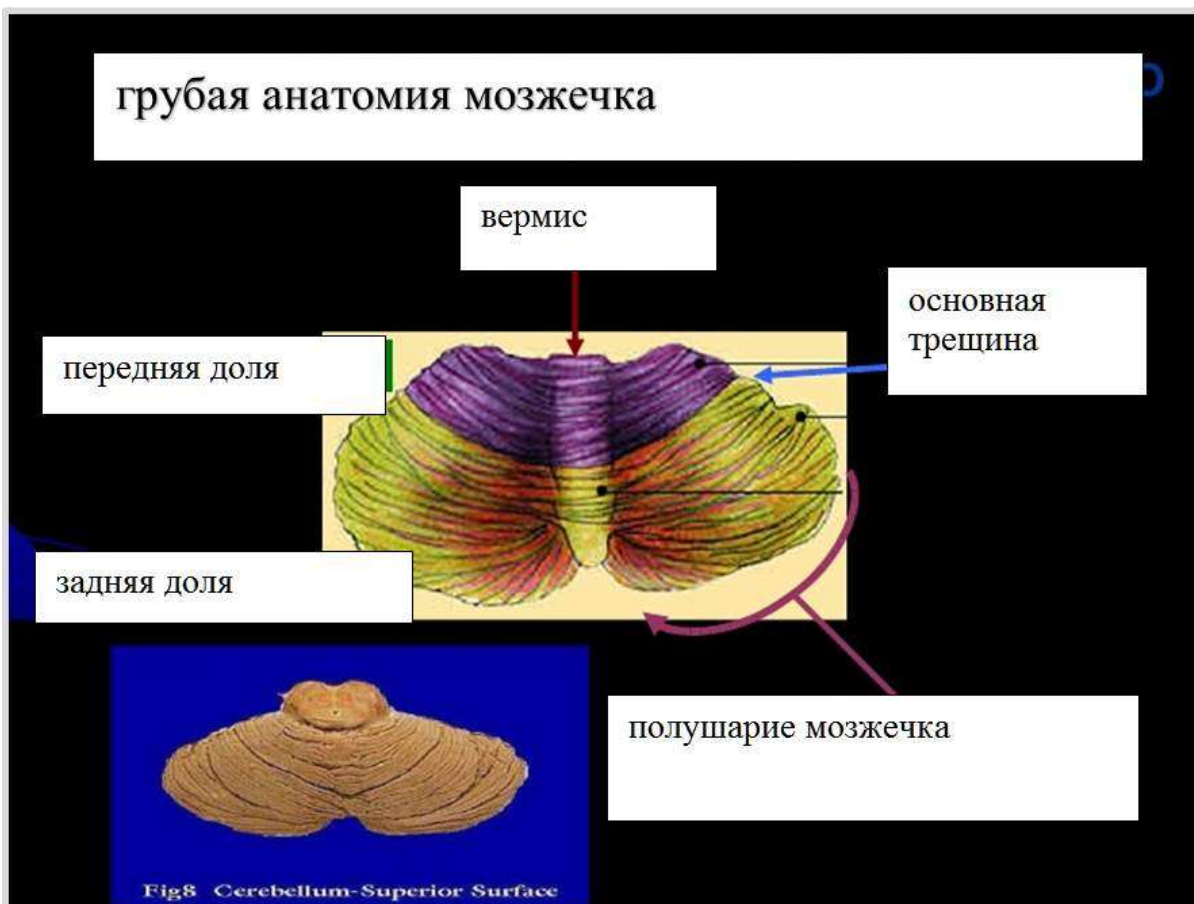 грубая анатомия мозжечка
вермис
основная
трещина
передняя доля
задняя доля
полушарие мозжечка
Fig8 Cerebellum-Superior Surface